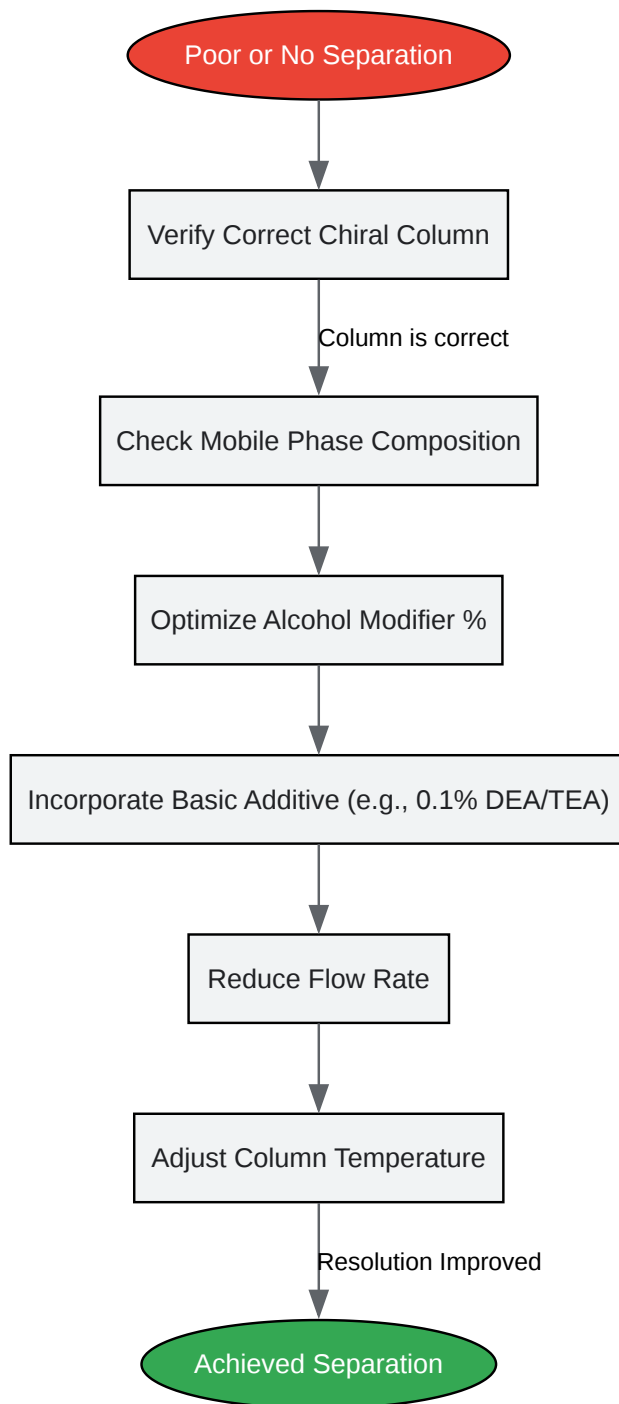 Poor or No Separation
Verify Correct Chiral Column
Column is correct
Check Mobile Phase Composition
Optimize Alcohol Modifier %
Incorporate Basic Additive (e.g., 0.1% DEA/TEA)
Reduce Flow Rate
Adjust Column Temperature
Resolution Improved
Achieved Separation